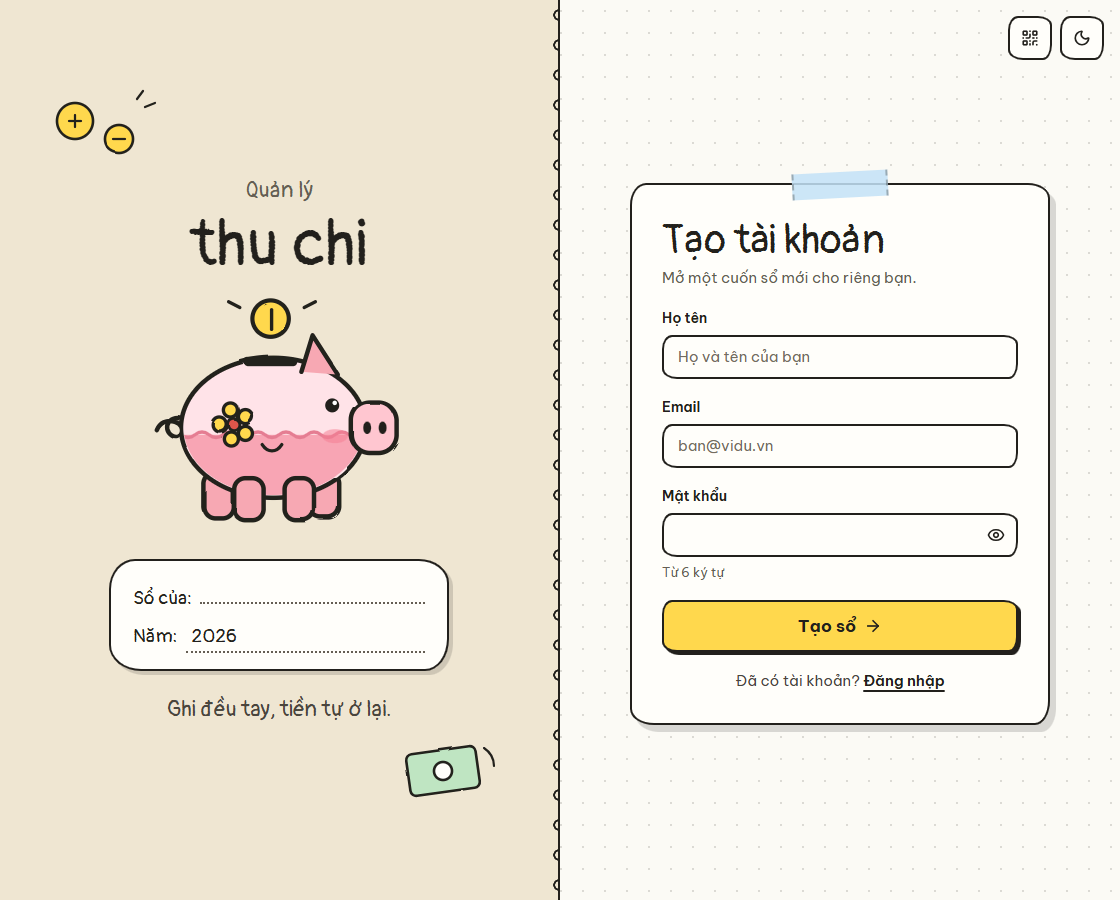 Quản lý
thu chi
Sổ của:
Năm: 2026
Ghi đều tay, tiền tự ở lại.
Tạo tài khoản
Mở một cuốn sổ mới cho riêng bạn.
Họ tên
Họ và tên của bạn
Email
ban@vidu.vn
Mật khẩu
Từ 6 ký tự
Tạo sổ →
Đã có tài khoản? Đăng nhập